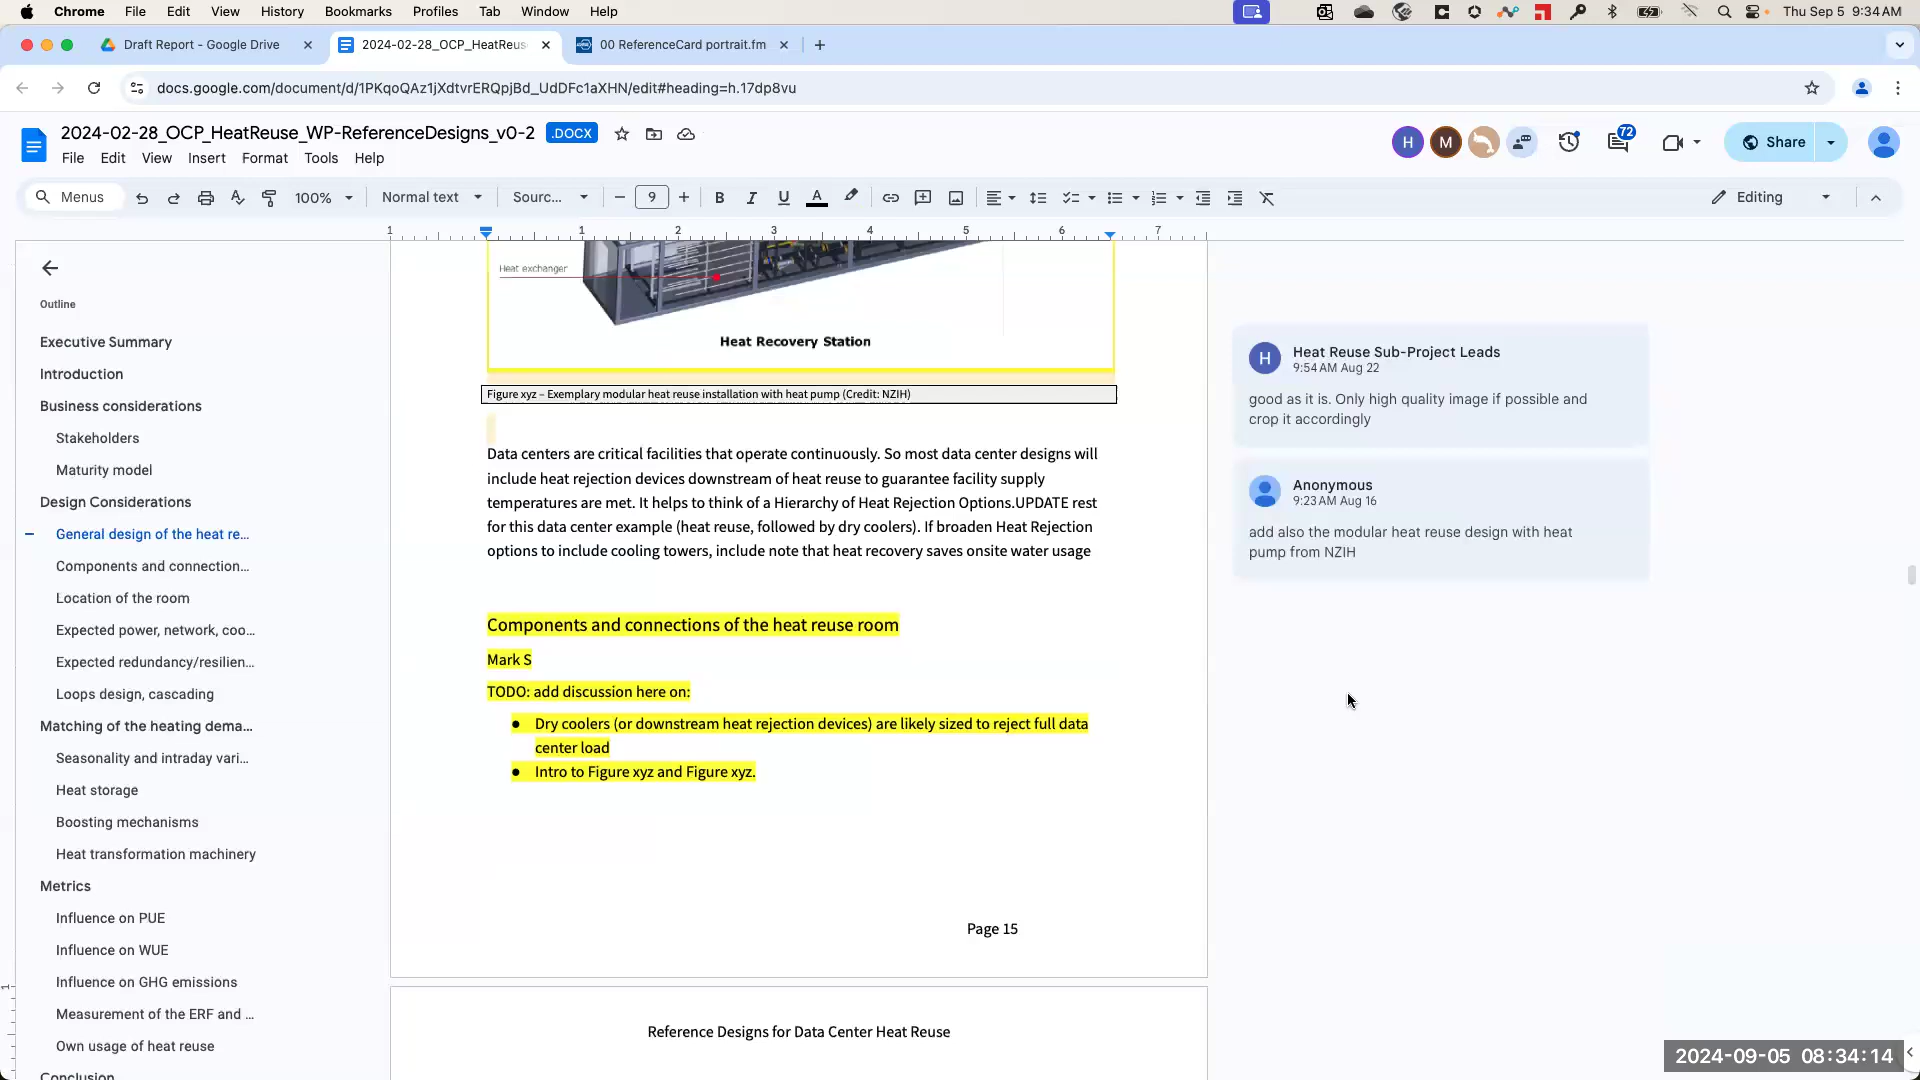 Chrome File Edit View History Bookmarks Profiles Tab Window Help Thu Sep 5 9:34 AM
Draft Report - Google Drive 2024-02-28_OCP_HeatReus 00 ReferenceCard portrait.fm
docs.google.com/document/d/1PKqoQAz1jXdtvrERQpjBd_UdDFc1aXHN/edit#heading=h.17dp8vu
2024-02-28_OCP_HeatReuse_WP-ReferenceDesigns_v0-2 .DOCX
H M 72 Share
File Edit View Insert Format Tools Help
Menus 100% Normal text Sourc... 9 B I U A Editing
1 1 2 3 4 5 6 7
Outline
Executive Summary
Introduction
Business considerations
Stakeholders
Maturity model
Design Considerations
General design of the heat re...
Components and connection...
Location of the room
Expected power, network, coo...
Expected redundancy/resilien...
Loops design, cascading
Matching of the heating dema...
Seasonality and intraday vari...
Heat storage
Boosting mechanisms
Heat transformation machinery
Metrics
Influence on PUE
Influence on WUE
Influence on GHG emissions
Measurement of the ERF and ...
Own usage of heat reuse
Conclusion
Heat exchanger
Heat Recovery Station
Figure xyz – Exemplary modular heat reuse installation with heat pump (Credit: NZIH)
Data centers are critical facilities that operate continuously. So most data center designs will
include heat rejection devices downstream of heat reuse to guarantee facility supply
temperatures are met. It helps to think of a Hierarchy of Heat Rejection Options.UPDATE rest
for this data center example (heat reuse, followed by dry coolers). If broaden Heat Rejection
options to include cooling towers, include note that heat recovery saves onsite water usage
Components and connections of the heat reuse room
Mark S
TODO: add discussion here on:
● Dry coolers (or downstream heat rejection devices) are likely sized to reject full data
center load
● Intro to Figure xyz and Figure xyz.
Page 15
Reference Designs for Data Center Heat Reuse
H Heat Reuse Sub-Project Leads
9:54 AM Aug 22
good as it is. Only high quality image if possible and
crop it accordingly
Anonymous
9:23 AM Aug 16
add also the modular heat reuse design with heat
pump from NZIH
2024-09-05 08:34:14